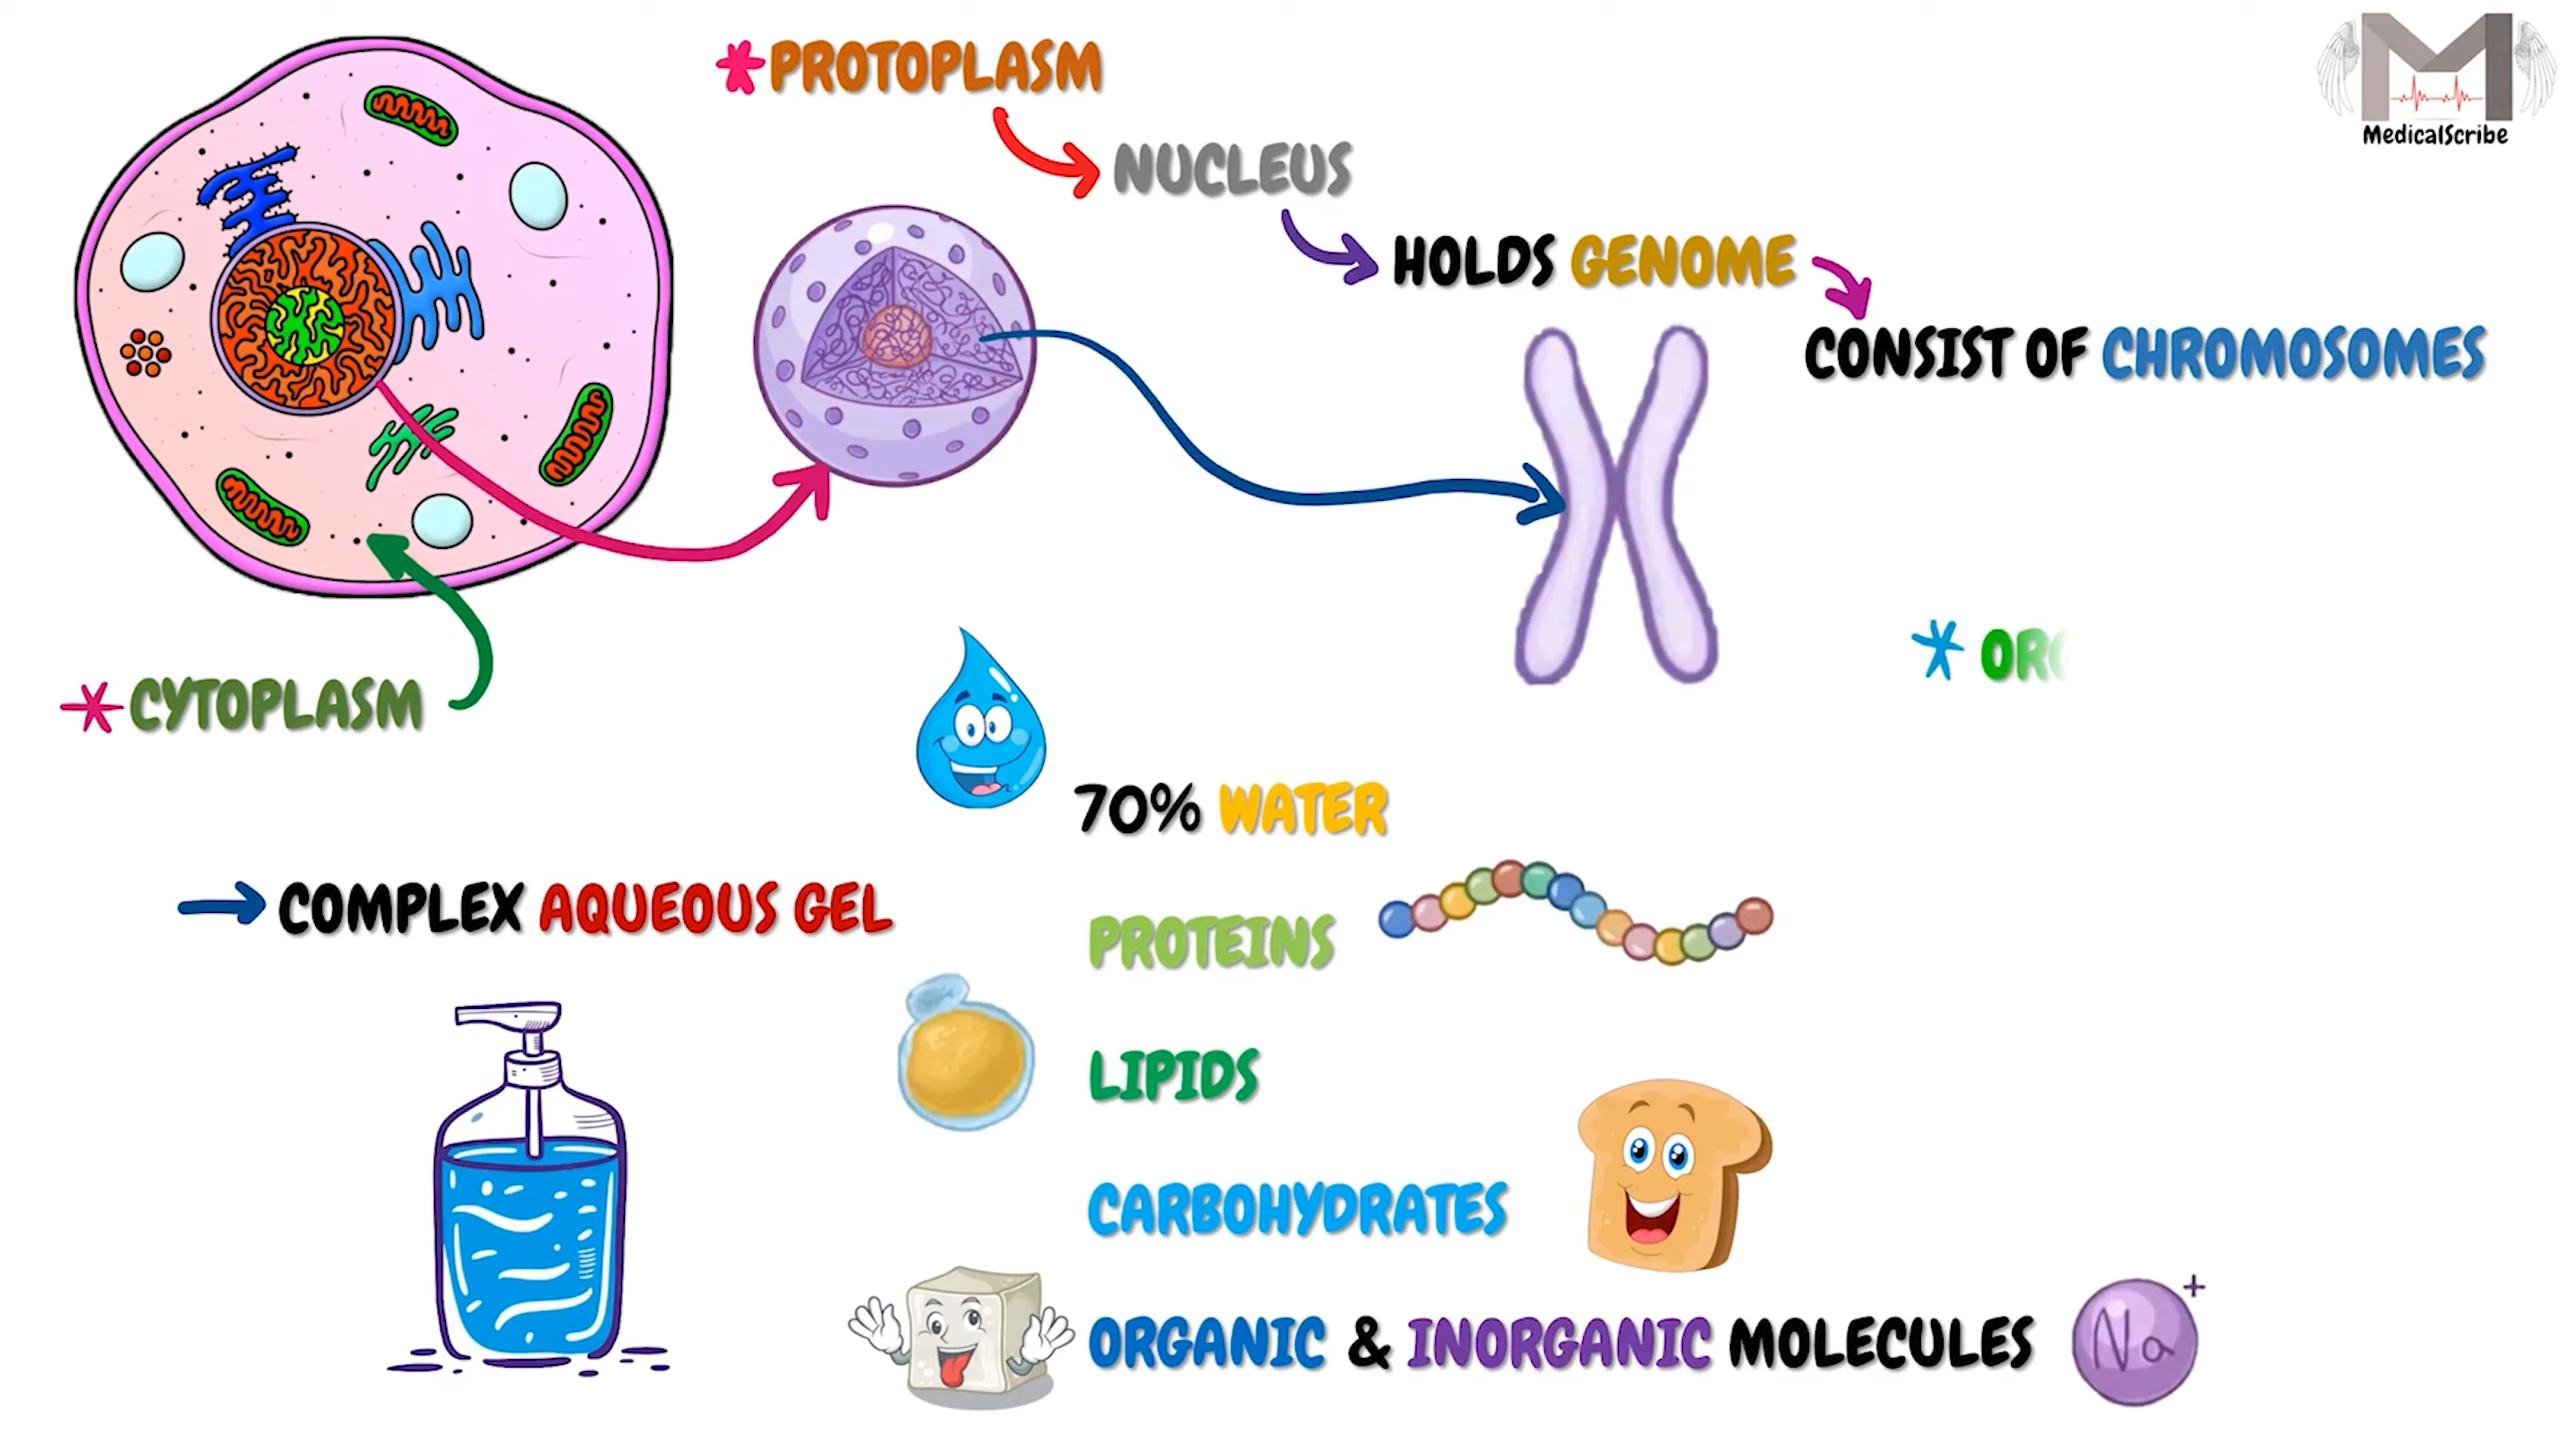 *PROTOPLASM
MedicalScribe
NUCLEUS
HOLDS GENOME
CONSIST OF CHROMOSOMES
*CYTOPLASM
70% WATER
COMPLEX AQUEOUS GEL
PROTEINS
LIPIDS
CARBOHYDRATES
ORGANIC & INORGANIC MOLECULES
Na+